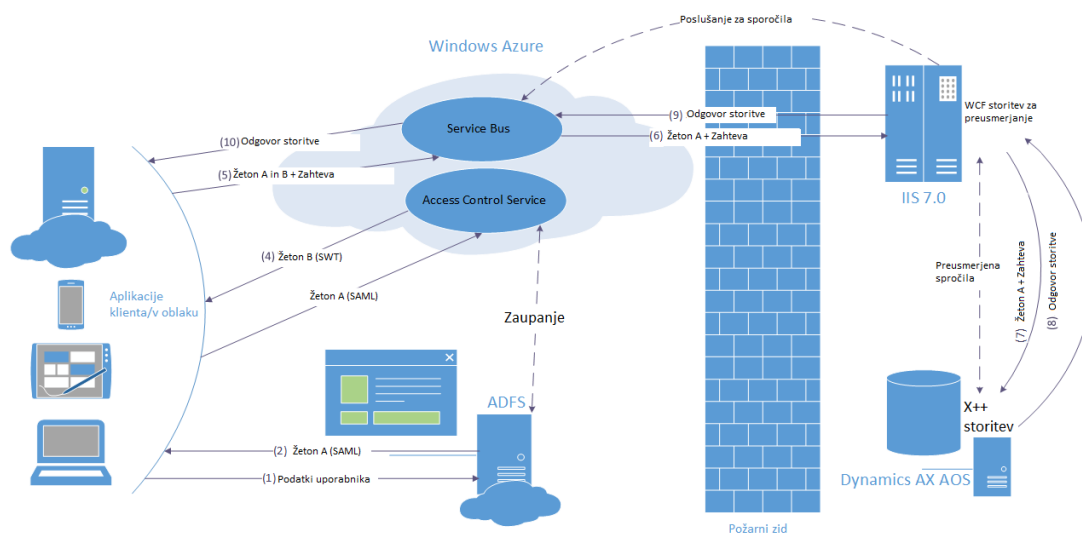 Poslušanje za sporočila
Windows Azure
(9) Odgovor storitve
WCF storitev za
preusmerjanje
Service Bus
(6) Žeton A + Zahteva
(10) Odgovor storitve
(5) Žeton A in B + Zahteva
Access Control Service
IIS 7.0
(4) Žeton B (SWT)
Aplikacije
klienta/v oblaku
Žeton A (SAML)
Preusmerjena
sporočila
(7) Žeton A + Zahteva
(8) Odgovor storitve
Zaupanje
ADFS
X++
storitev
(2) Žeton A (SAML)
(1) Podatki uporabnika
Dynamics AX AOS
Požarni zid